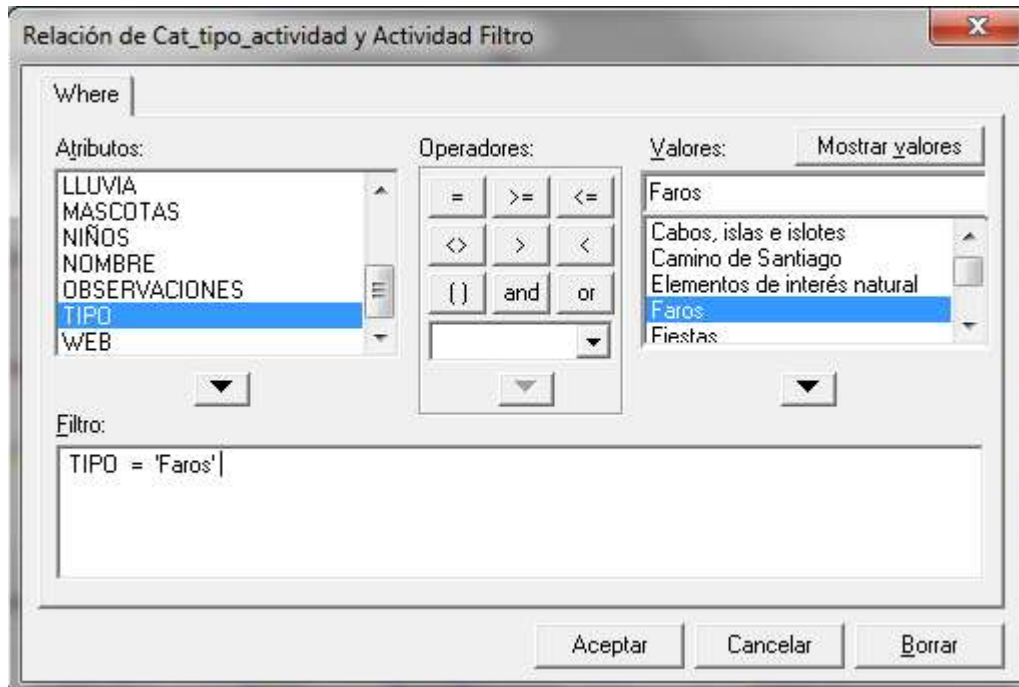 Relación de Cat_tipo_actividad y Actividad Filtro
Where
Atributos:
LLUVIA
MASCOTAS
NIÑOS
NOMBRE
OBSERVACIONES
TIPO
WEB
Operadores:
= >= <=
<> > <
() and or
Valores:
Mostrar valores
Faros
Cabos, islas e islotes
Camino de Santiago
Elementos de interés natural
Faros
Fiestas
Filtro:
TIPO = 'Faros'
Aceptar
Cancelar
Borrar